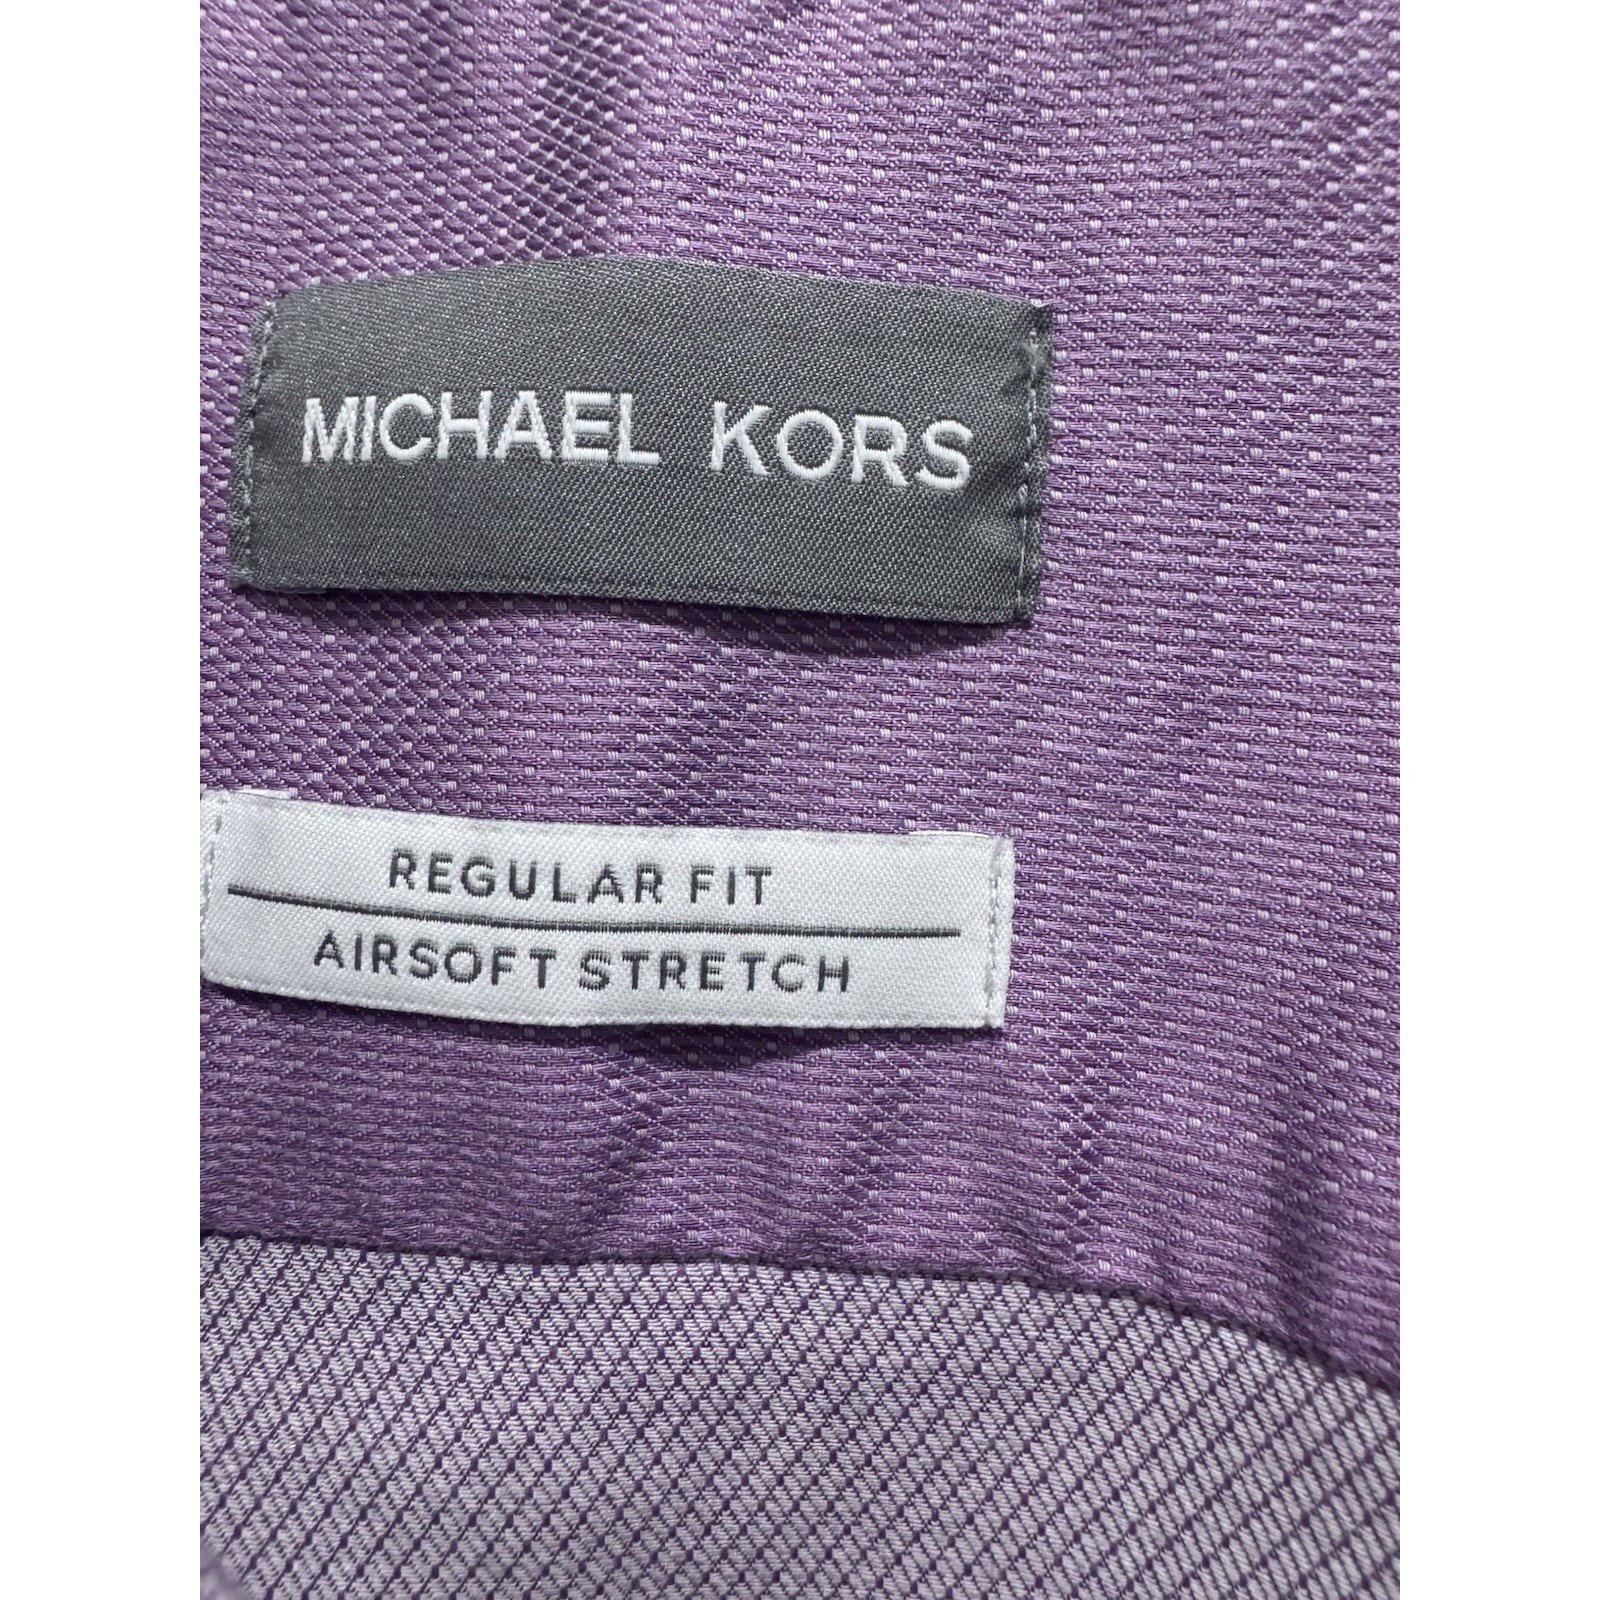 MICHAEL KORS
REGULAR FIT
AIRSOFT STRETCH